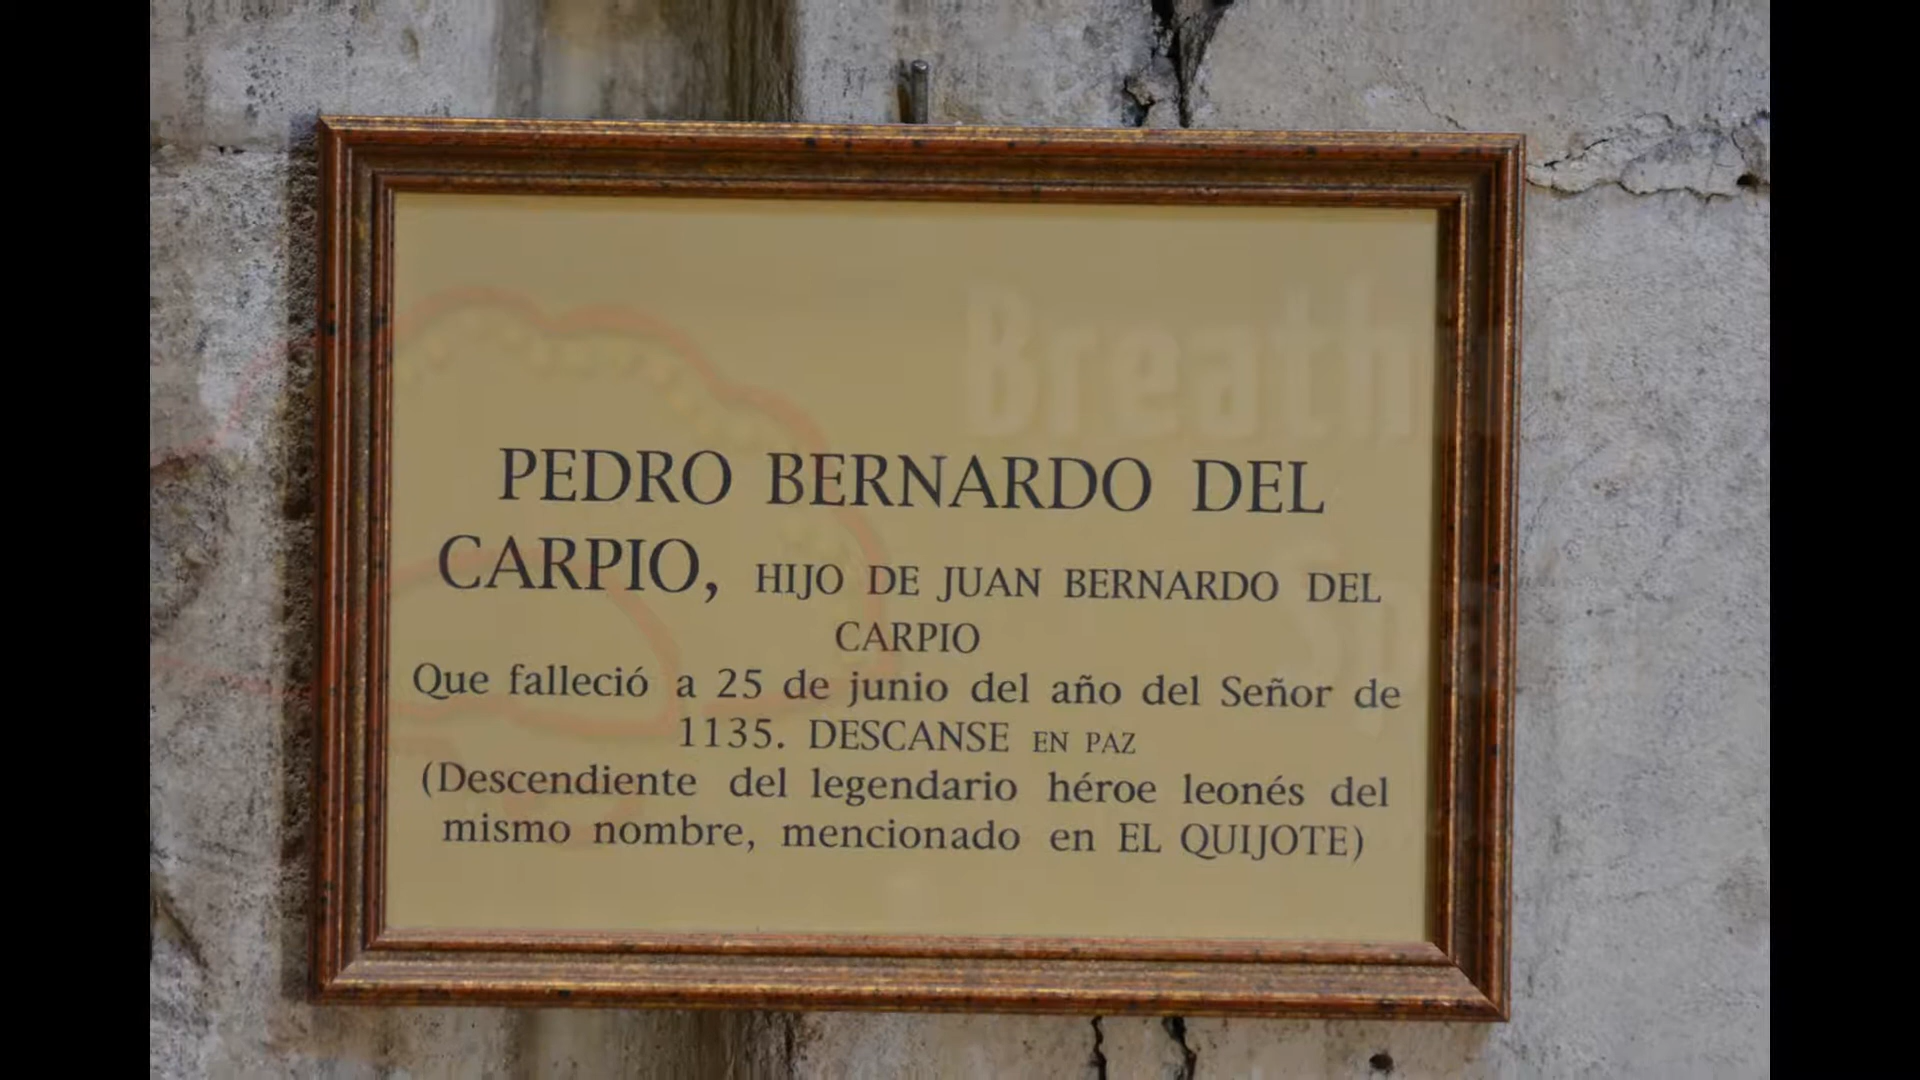 Breath
PEDRO BERNARDO DEL
CARPIO, HIJO DE JUAN BERNARDO DEL
CARPIO
Que falleció a 25 de junio del año del Señor de
1135. DESCANSE EN PAZ
(Descendiente del legendario héroe leonés del
mismo nombre, mencionado en EL QUIJOTE)